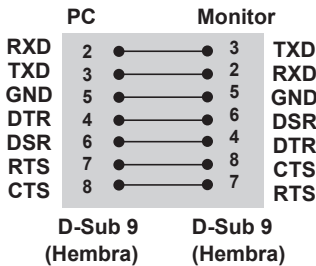 PC Monitor
RXD 2 3 TXD
TXD 3 2 RXD
GND 5 5 GND
DTR 4 6 DSR
DSR 6 4 DTR
RTS 7 8 CTS
CTS 8 7 RTS
D-Sub 9 D-Sub 9
(Hembra) (Hembra)